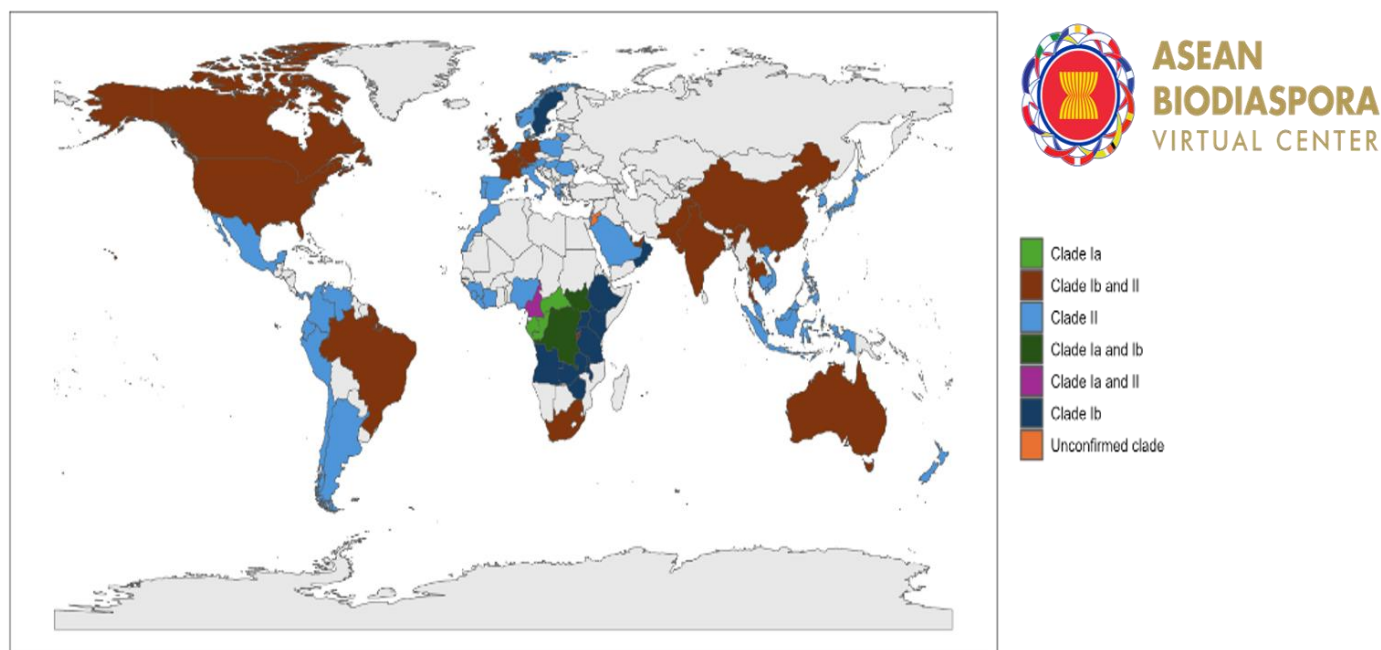 ASEAN
BIODIASPORA
VIRTUAL CENTER
Clade Ia
Clade Ib and II
Clade II
Clade Ia and Ib
Clade Ia and II
Clade Ib
Unconfirmed clade